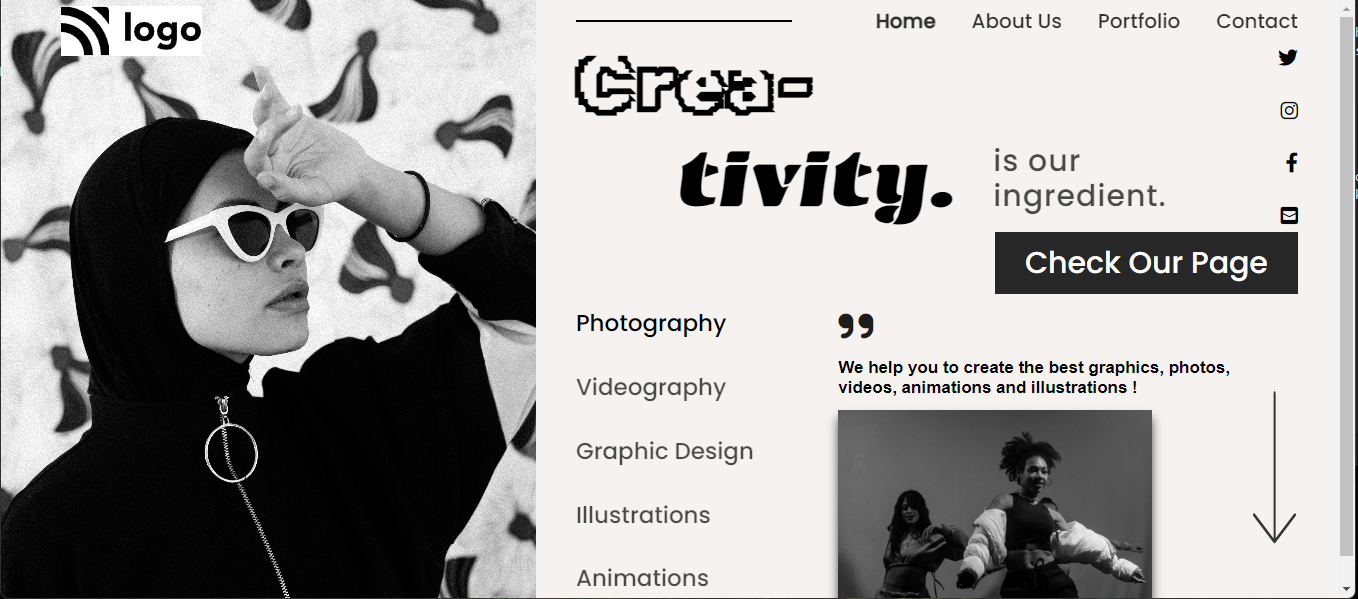 logo
Home About Us Portfolio Contact
Crea-
tivity.
is our
ingredient.
Check Our Page
Photography
Videography
Graphic Design
Illustrations
Animations
❞
We help you to create the best graphics, photos,
videos, animations and illustrations !